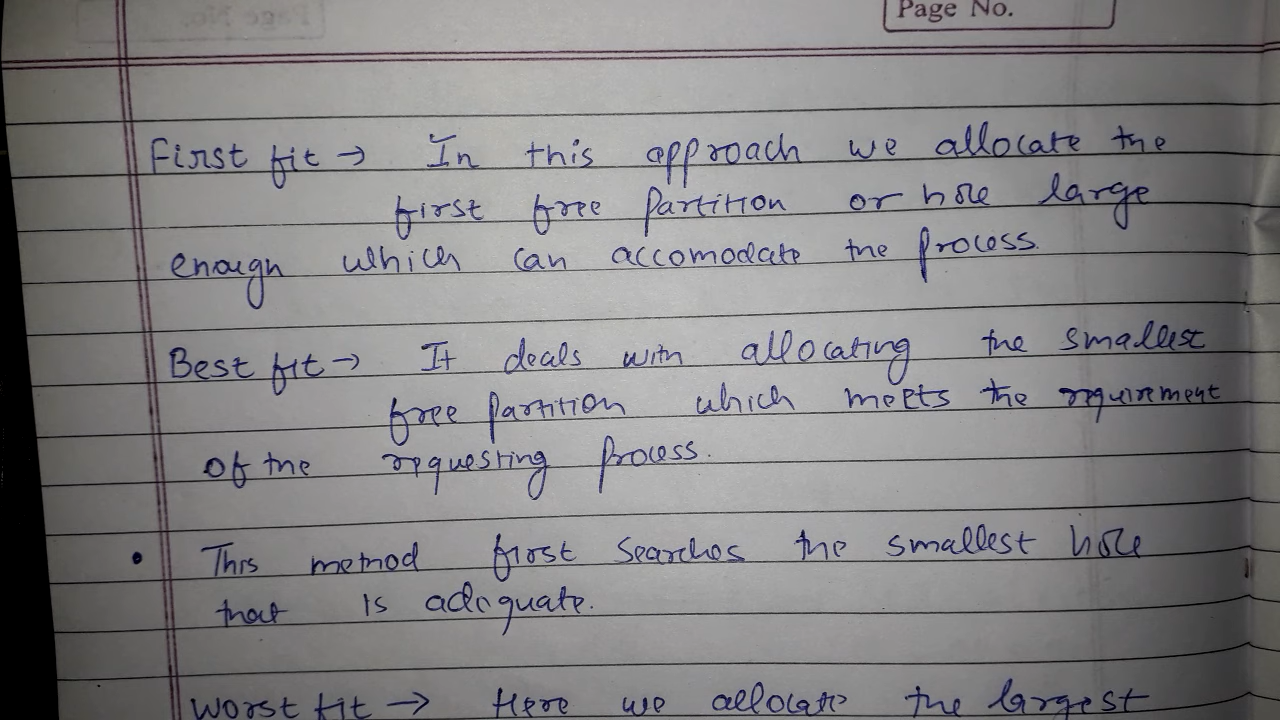 Page No.
First fit → In this approach we allocate the
first free partition or hole large
enough which can accomodate the process.
Best fit → It deals with allocating the smallest
free partition which meets the requirement
of the requesting process.
• This method first searches the smallest hole
that is adequate.
Worst fit → Here we allocate the largest